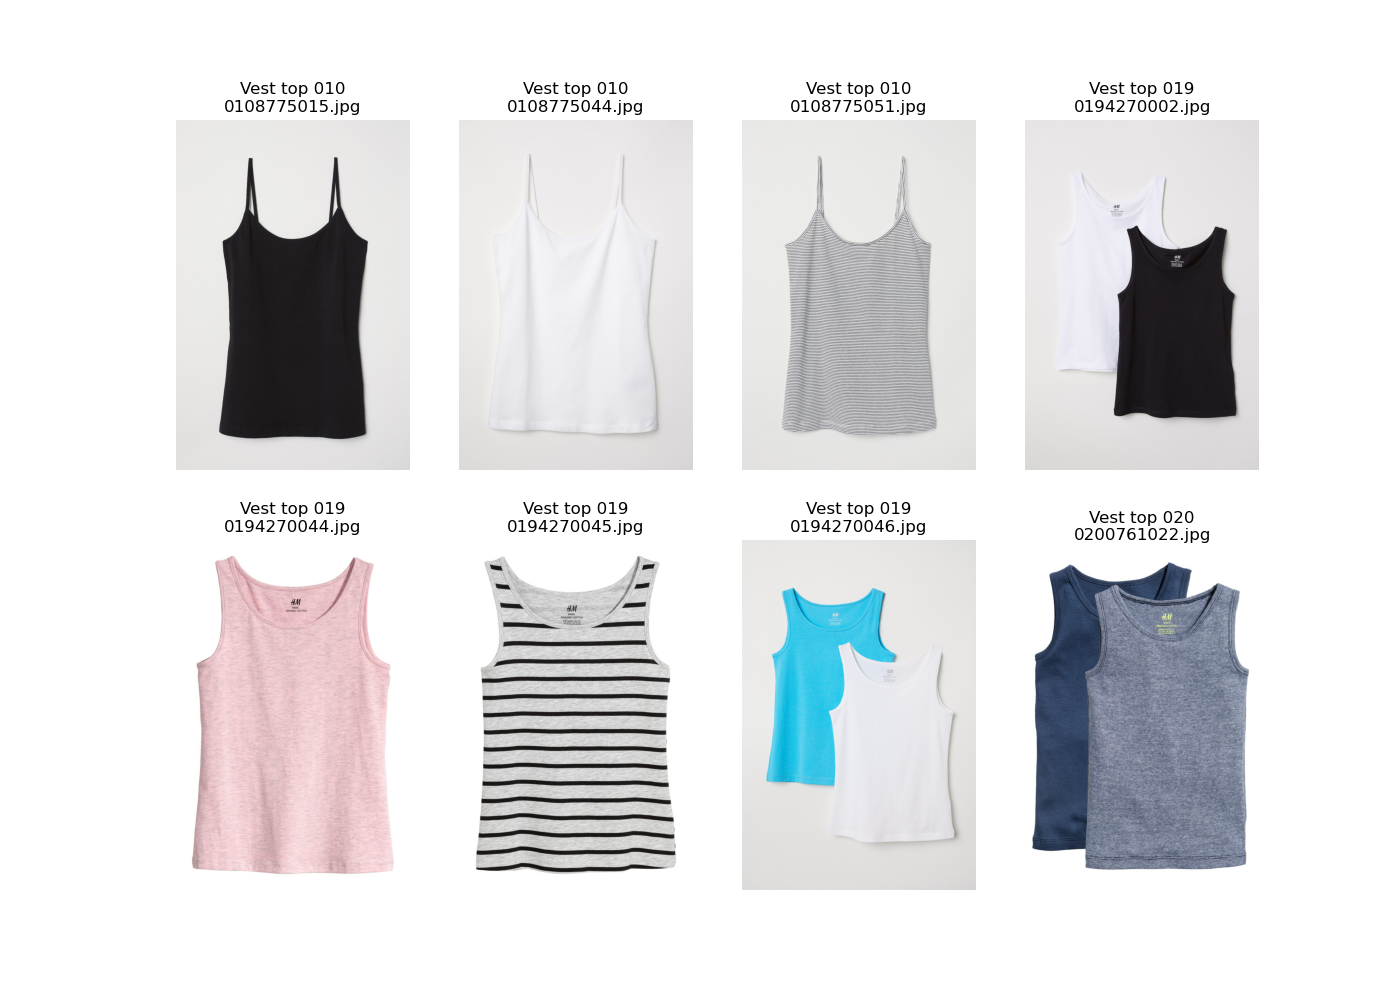 Vest top 010
0108775015.jpg
Vest top 010
0108775044.jpg
Vest top 010
0108775051.jpg
Vest top 019
0194270002.jpg
H&M
H&M
Vest top 019
0194270044.jpg
H&M
Vest top 019
0194270045.jpg
H&M
Vest top 019
0194270046.jpg
H&M
H&M
Vest top 020
0200761022.jpg
H&M